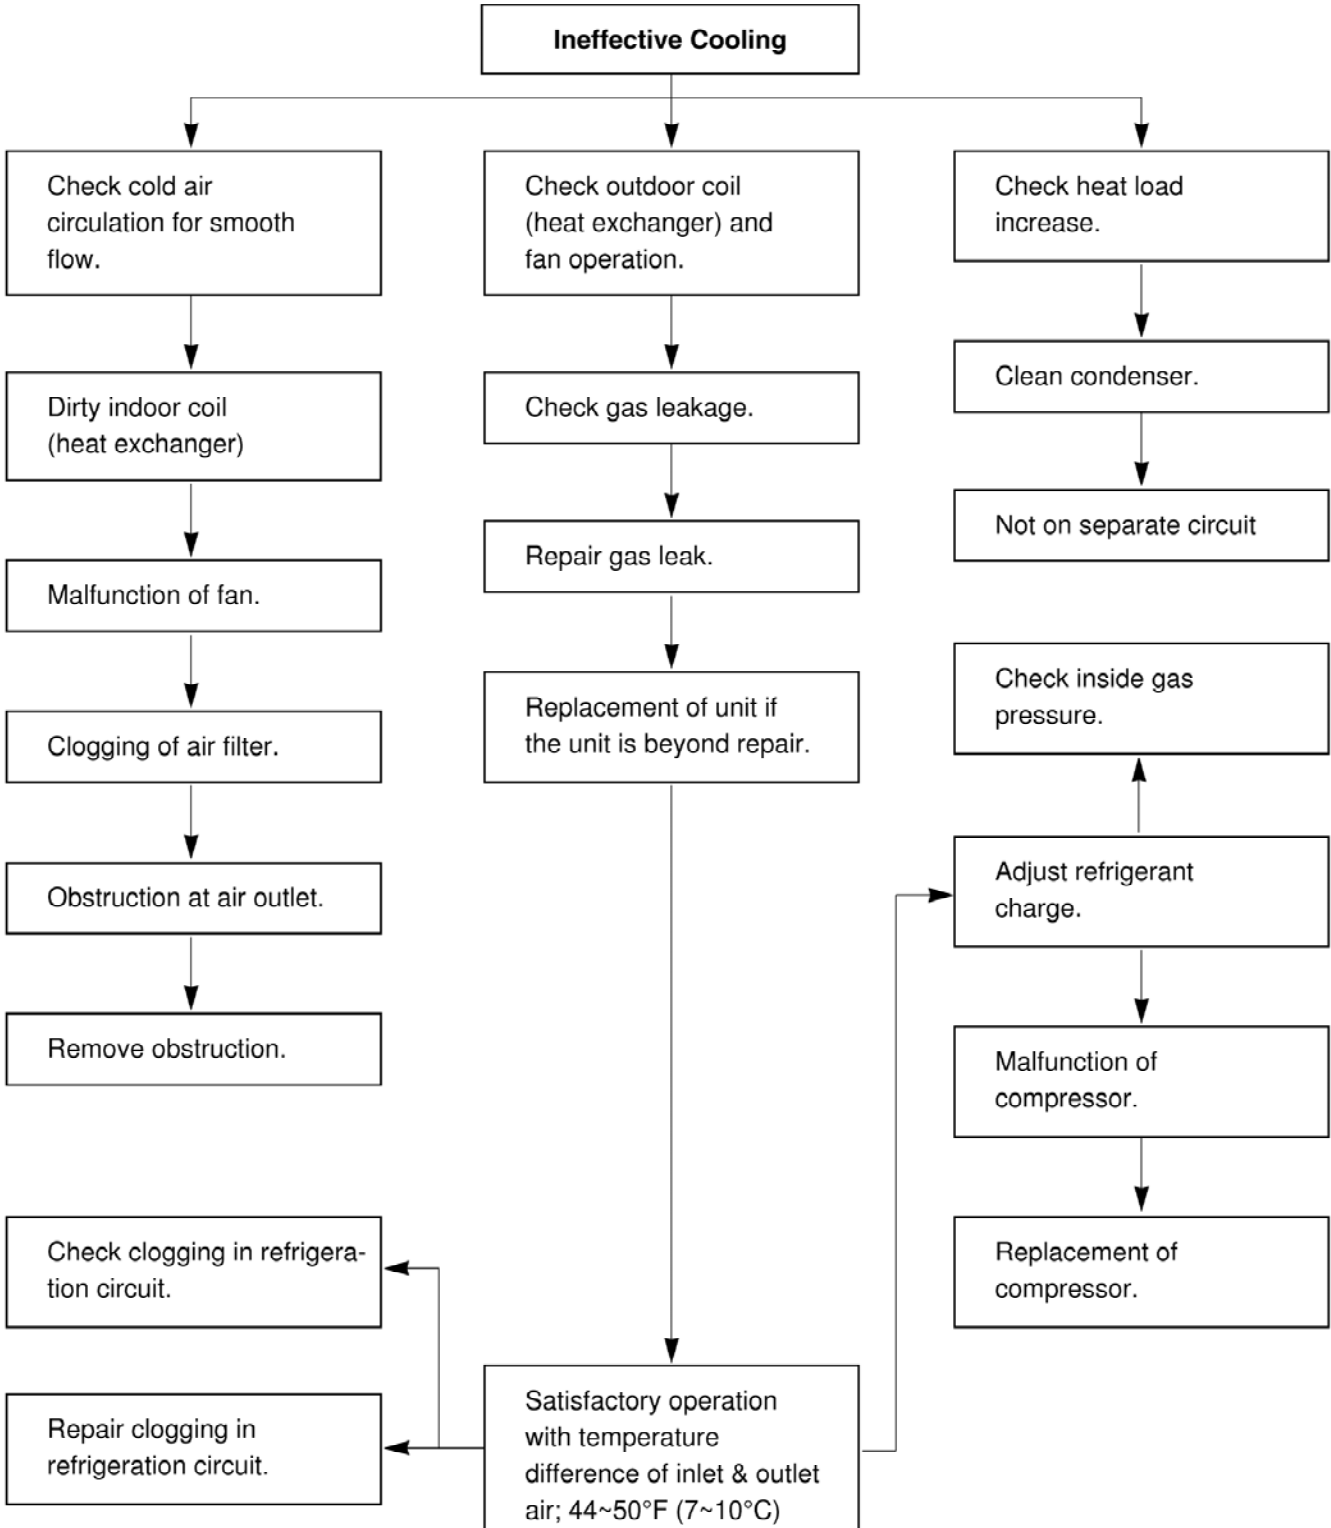 Ineffective Cooling
Check cold air
circulation for smooth
flow.
Dirty indoor coil
(heat exchanger)
Malfunction of fan.
Clogging of air filter.
Obstruction at air outlet.
Remove obstruction.
Check outdoor coil
(heat exchanger) and
fan operation.
Check gas leakage.
Repair gas leak.
Replacement of unit if
the unit is beyond repair.
Check heat load
increase.
Clean condenser.
Not on separate circuit
Check inside gas
pressure.
Adjust refrigerant
charge.
Malfunction of
compressor.
Replacement of
compressor.
Check clogging in refrigera-
tion circuit.
Repair clogging in
refrigeration circuit.
Satisfactory operation
with temperature
difference of inlet & outlet
air; 44~50°F (7~10°C)